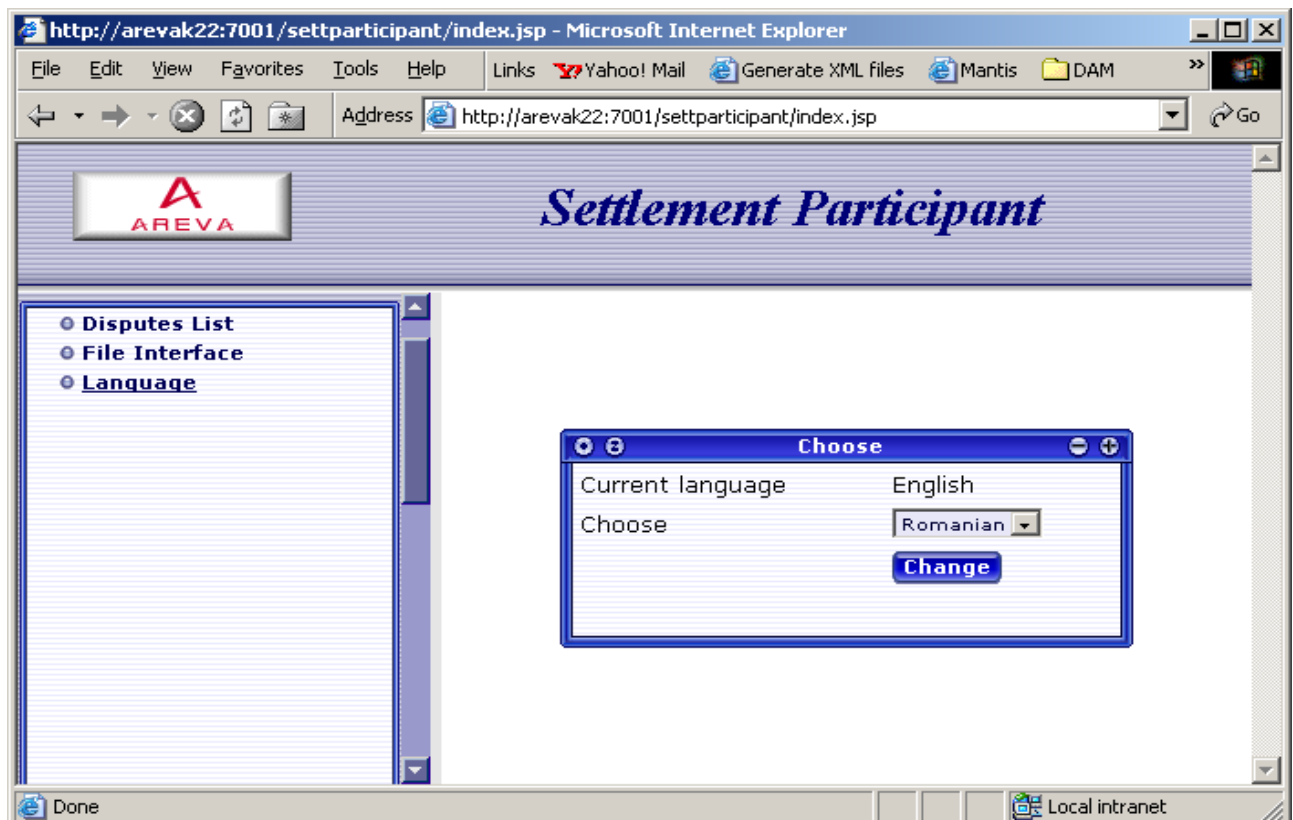 http://arevak22:7001/settparticipant/index.jsp - Microsoft Internet Explorer
File Edit View Favorites Tools Help Links Yahoo! Mail Generate XML files Mantis DAM »
Address http://arevak22:7001/settparticipant/index.jsp Go
AREVA
Settlement Participant
Disputes List
File Interface
Language
Choose
Current language English
Choose Romanian
Change
Done Local intranet